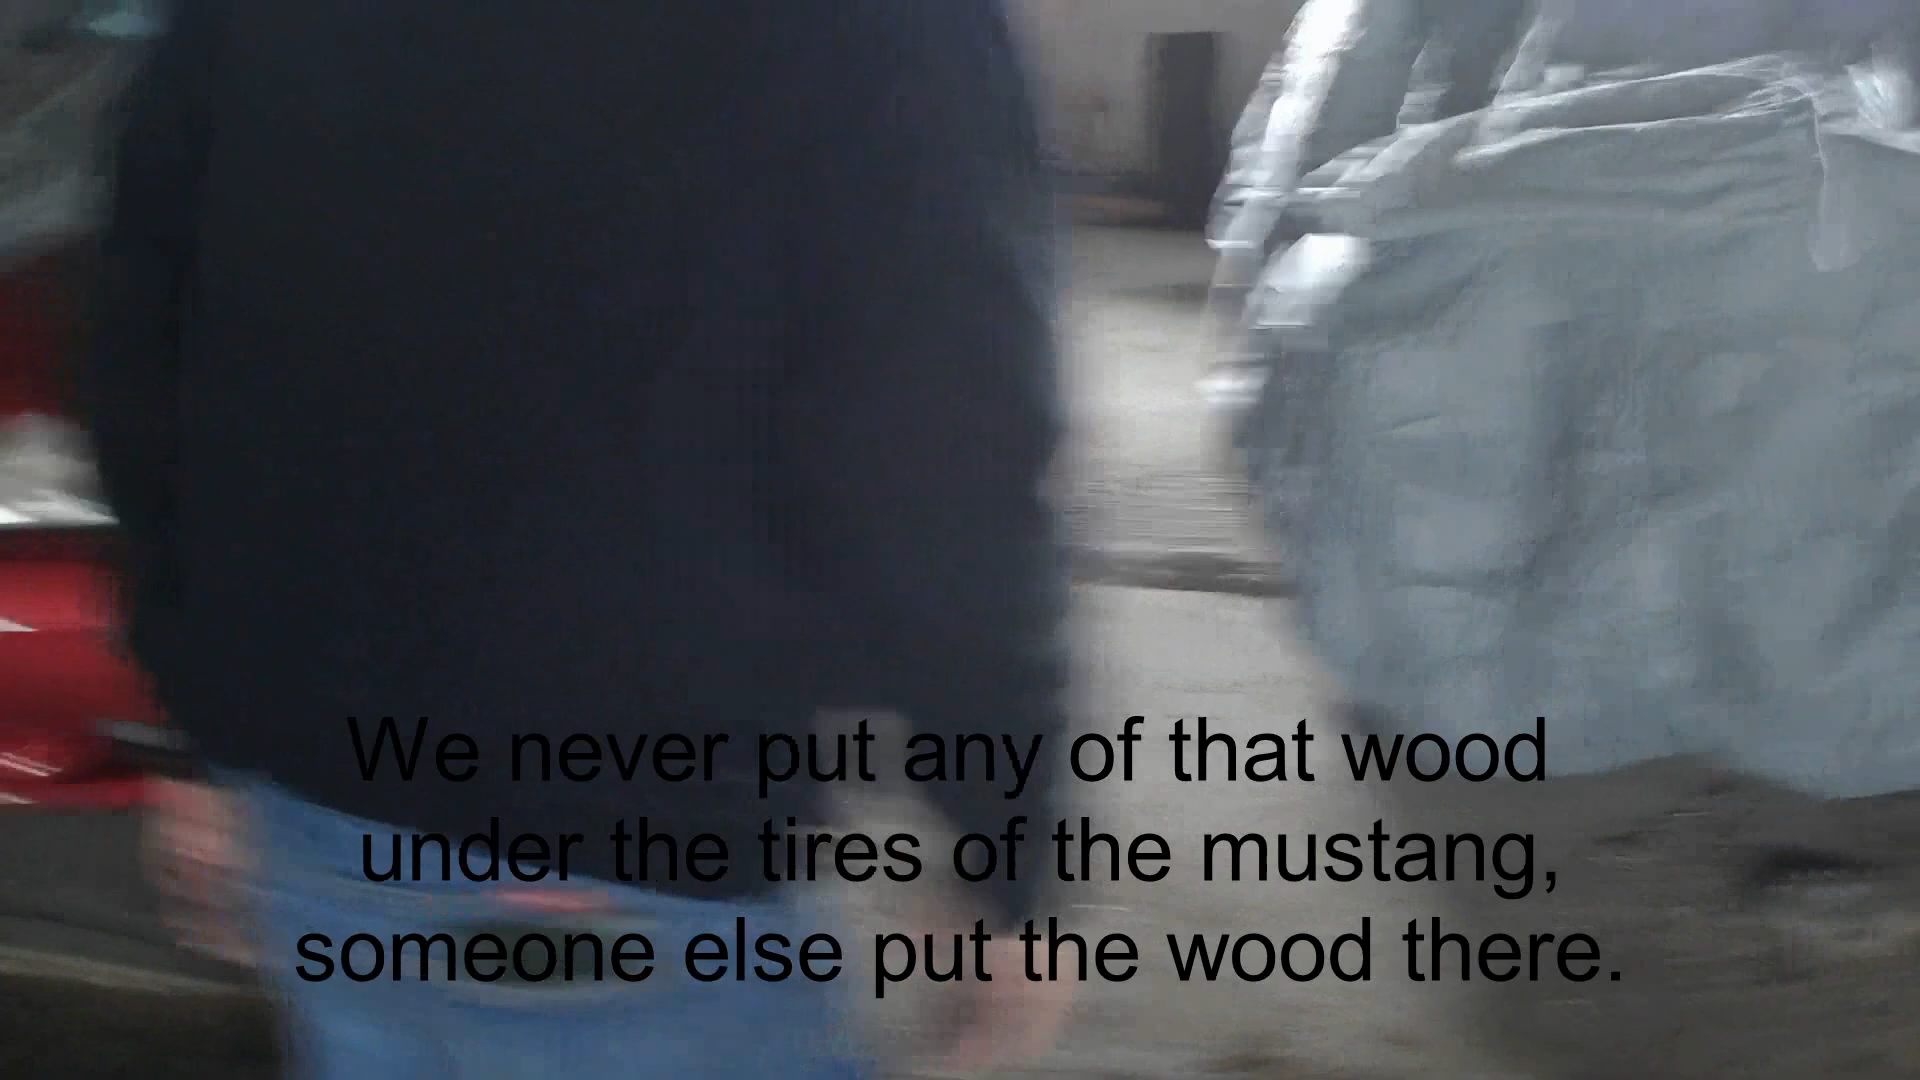 We never put any of that wood
under the tires of the mustang,
someone else put the wood there.